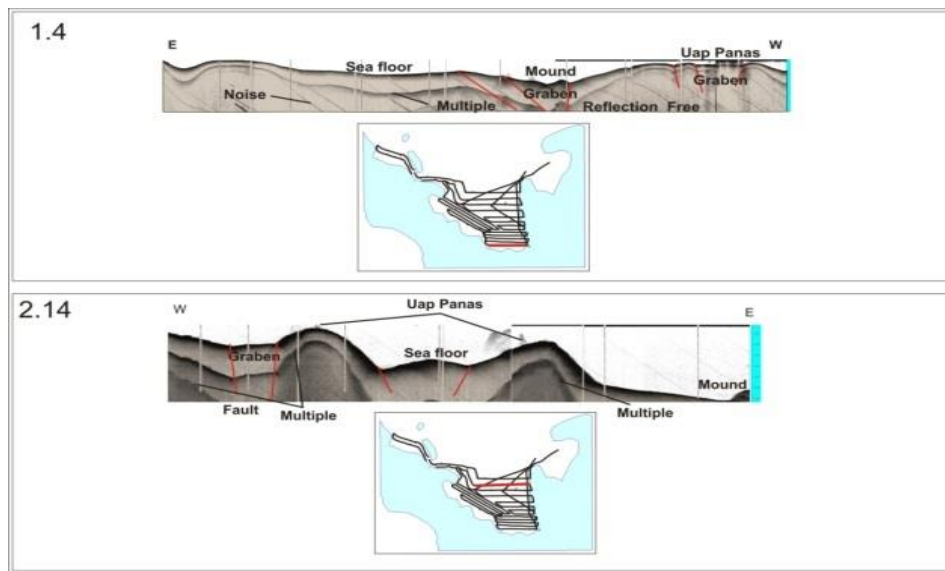 1.4
E
Uap Panas
W
Sea floor
Mound
Graben
Graben
Noise
Multiple
Reflection Free
2.14
W
Uap Panas
E
Graben
Sea floor
Mound
Fault
Multiple
Multiple